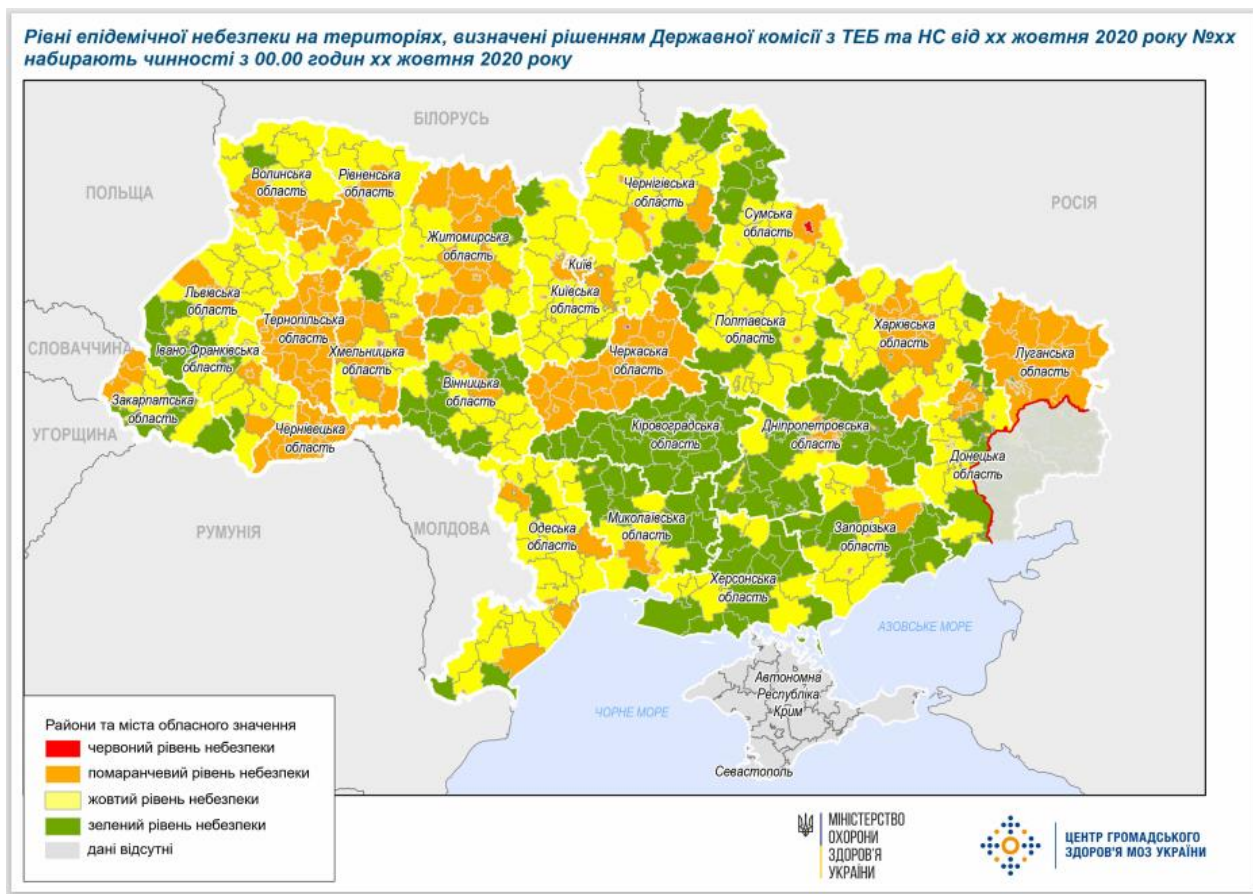 Рівні епідемічної небезпеки на територіях, визначені рішенням Державної комісії з ТЕБ та НС від хх жовтня 2020 року №хх
набирають чинності з 00.00 годин хх жовтня 2020 року
БІЛОРУСЬ
ПОЛЬЩА
РОСІЯ
СЛОВАЧЧИНА
УГОРЩИНА
РУМУНІЯ
МОЛДОВА
Волинська
область
Рівненська
область
Житомирська
область
Чернігівська
область
Сумська
область
Київ
Київська
область
Львівська
область
Тернопільська
область
Хмельницька
область
Івано Франківська
область
Закарпатська
область
Чернівецька
область
Вінницька
область
Черкаська
область
Полтавська
область
Харківська
область
Луганська
область
Кіровоградська
область
Дніпропетровська
область
Донецька
область
Одеська
область
Миколаївська
область
Запорізька
область
Херсонська
область
АЗОВСЬКЕ МОРЕ
ЧОРНЕ МОРЕ
Автономна
Республіка
Крим
Севастополь
Райони та міста обласного значення
червоний рівень небезпеки
помаранчевий рівень небезпеки
жовтий рівень небезпеки
зелений рівень небезпеки
дані відсутні
МІНІСТЕРСТВО
ОХОРОНИ
ЗДОРОВ'Я
УКРАЇНИ
ЦЕНТР ГРОМАДСЬКОГО
ЗДОРОВ'Я МОЗ УКРАЇНИ